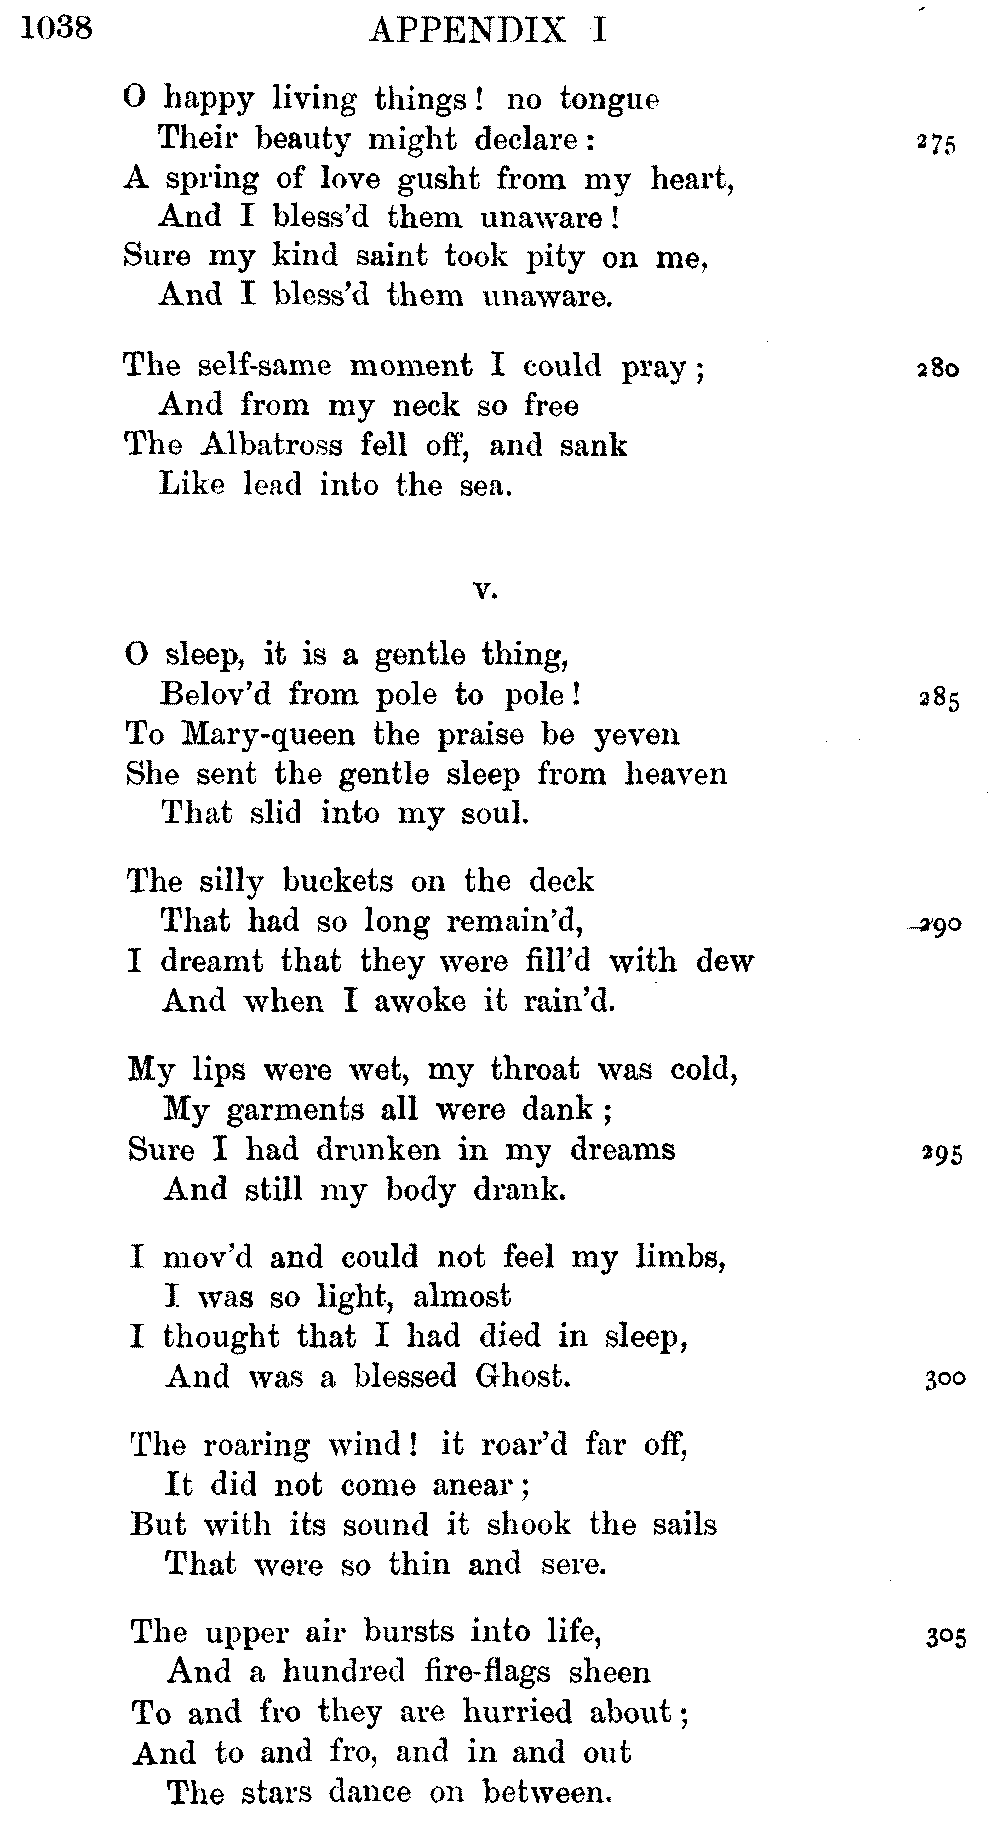 1038 APPENDIX I
O happy living things! no tongue
Their beauty might declare: 275
A spring of love gusht from my heart,
And I bless'd them unaware!
Sure my kind saint took pity on me,
And I bless'd them unaware.
The self-same moment I could pray; 280
And from my neck so free
The Albatross fell off, and sank
Like lead into the sea.
V.
O sleep, it is a gentle thing,
Belov'd from pole to pole! 285
To Mary-queen the praise be yeven
She sent the gentle sleep from heaven
That slid into my soul.
The silly buckets on the deck
That had so long remain'd, 290
I dreamt that they were fill'd with dew
And when I awoke it rain'd.
My lips were wet, my throat was cold,
My garments all were dank;
Sure I had drunken in my dreams 295
And still my body drank.
I mov'd and could not feel my limbs,
I was so light, almost
I thought that I had died in sleep,
And was a blessed Ghost. 300
The roaring wind! it roar'd far off,
It did not come anear;
But with its sound it shook the sails
That were so thin and sere.
The upper air bursts into life, 305
And a hundred fire-flags sheen
To and fro they are hurried about;
And to and fro, and in and out
The stars dance on between.